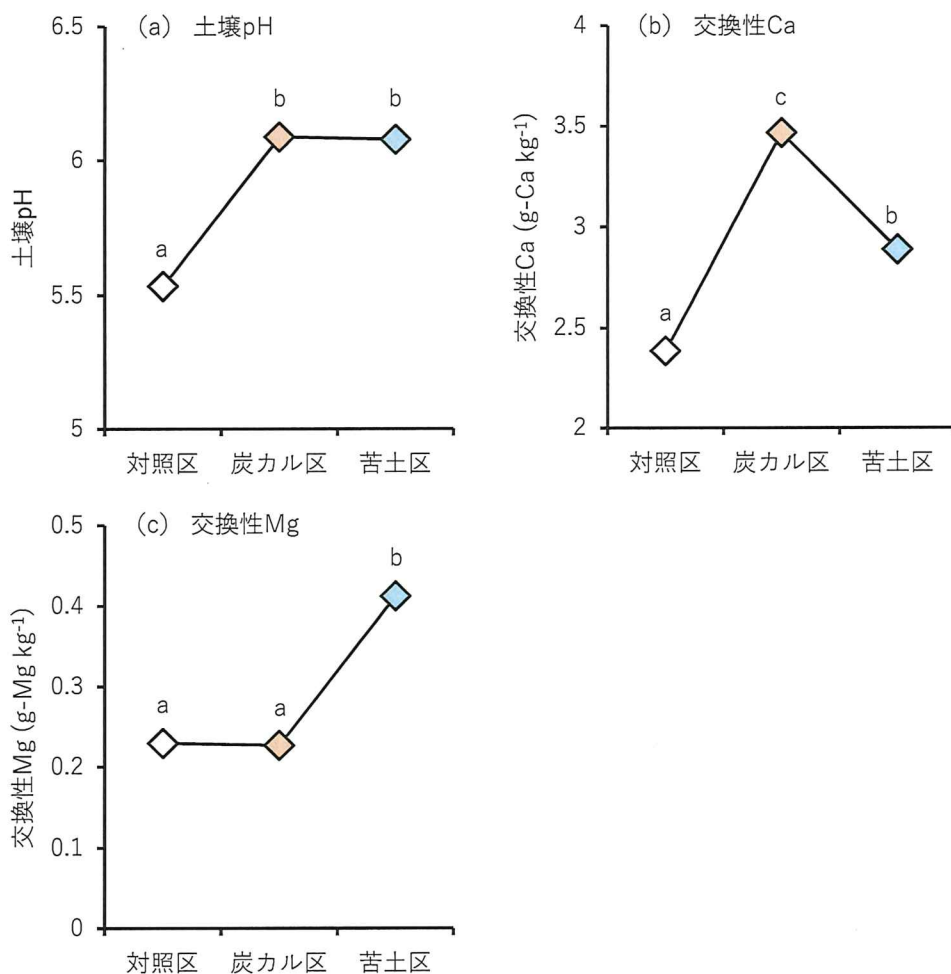 (a) 土壌pH
6.5
6
5.5
5
土壌pH
a
b
b
対照区 炭カル区 苦土区
(b) 交換性Ca
4
3.5
3
2.5
2
交換性Ca (g-Ca kg⁻¹)
a
c
b
対照区 炭カル区 苦土区
(c) 交換性Mg
0.5
0.4
0.3
0.2
0.1
0
交換性Mg (g-Mg kg⁻¹)
a
a
b
対照区 炭カル区 苦土区